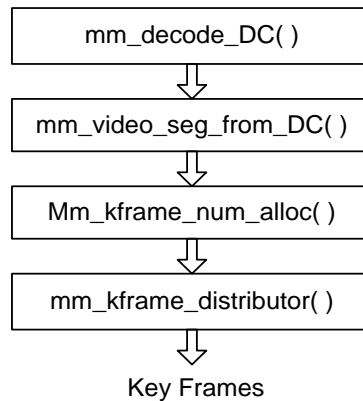 mm_decode_DC( )
mm_video_seg_from_DC( )
Mm_kframe_num_alloc( )
mm_kframe_distributor( )
Key Frames